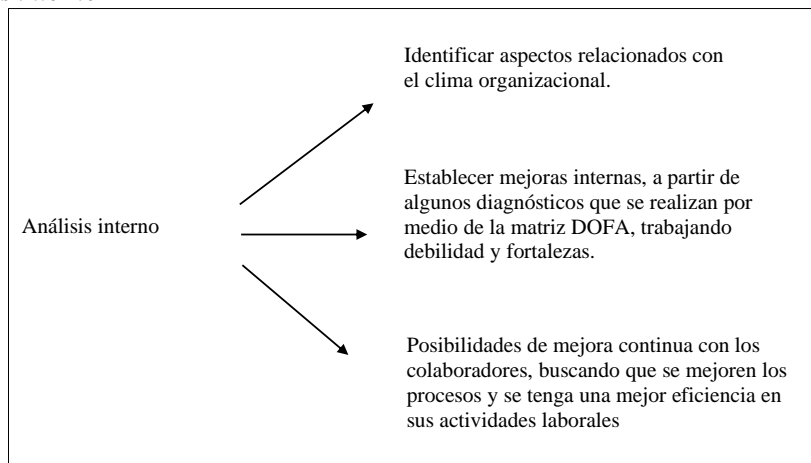 Identificar aspectos relacionados con
el clima organizacional.
Establecer mejoras internas, a partir de
algunos diagnósticos que se realizan por
medio de la matriz DOFA, trabajando
debilidad y fortalezas.
Análisis interno
Posibilidades de mejora continua con los
colaboradores, buscando que se mejoren los
procesos y se tenga una mejor eficiencia en
sus actividades laborales